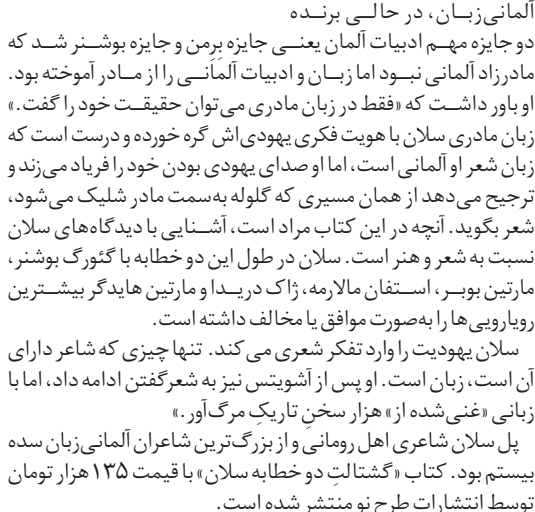 آلمانی‌زبان، در حالی برنده
دو جایزه مهم ادبیات آلمان یعنی جایزه برمن و جایزه بوشنر شد که
مادرزاد آلمانی نبود اما زبان و ادبیات آلمانی را از مادر آموخته بود.
او باور داشت که «فقط در زبان مادری می‌توان حقیقت خود را گفت.»
زبان مادری سلان با هویت فکری یهودی‌اش گره خورده و درست است که
زبان شعر او آلمانی است، اما او صدای یهودی بودن خود را فریاد می‌زند و
ترجیح می‌دهد از همان مسیری که گلوله به‌سمت مادر شلیک می‌شود،
شعر بگوید. آنچه در این کتاب مراد است، آشنایی با دیدگاه‌های سلان
نسبت به شعر و هنر است. سلان در طول این دو خطابه با گئورگ بوشنر،
مارتین بوبر، استفان مالارمه، ژاک دریدا و مارتین هایدگر بیشترین
رویارویی‌ها را به‌صورت موافق یا مخالف داشته است.
سلان یهودیت را وارد تفکر شعری می‌کند. تنها چیزی که شاعر دارای
آن است، زبان است. او پس از آشویتس نیز به شعرگفتن ادامه داد، اما با
زبانی «غنی‌شده از» هزار سخنِ تاریکِ مرگ‌آور.»
پل سلان شاعری اهل رومانی و از بزرگ‌ترین شاعران آلمانی‌زبان سده
بیستم بود. کتاب «گشتالتِ دو خطابه سلان» با قیمت ۱۳۵ هزار تومان
توسط انتشارات طرح نو منتشر شده است.